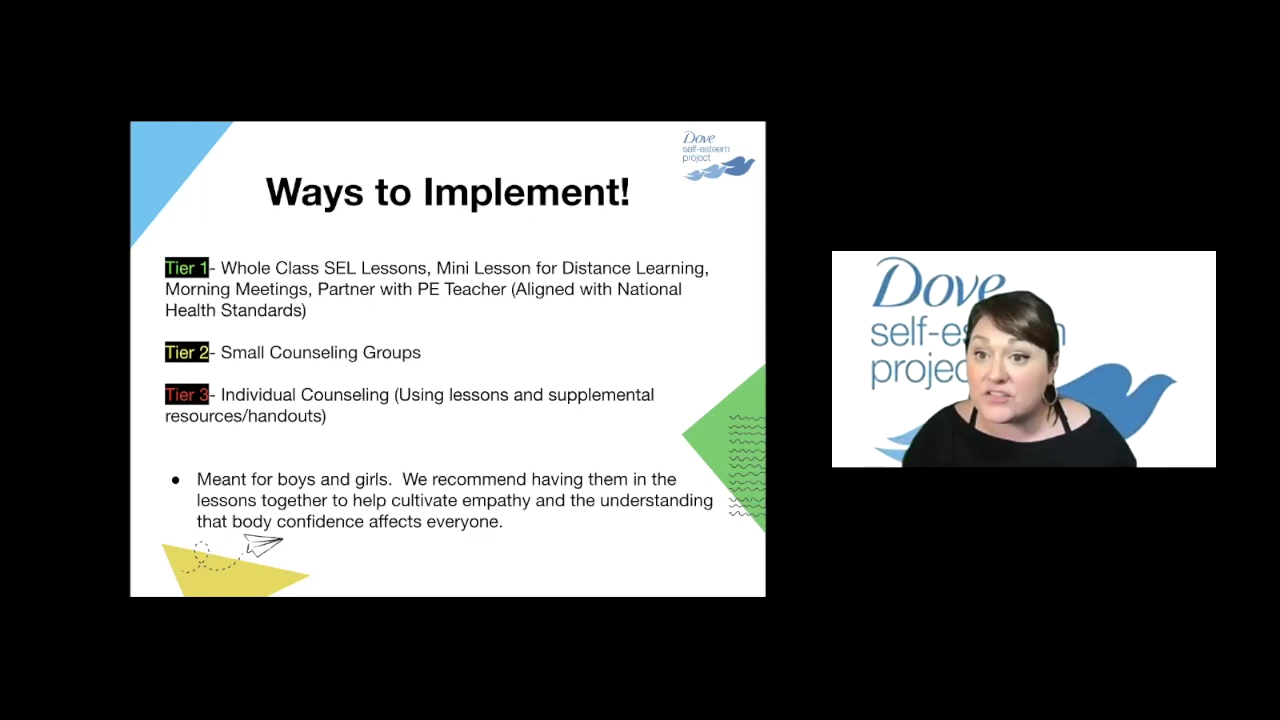 Dove
self-esteem
project
Ways to Implement!
Tier 1- Whole Class SEL Lessons, Mini Lesson for Distance Learning,
Morning Meetings, Partner with PE Teacher (Aligned with National
Health Standards)
Tier 2- Small Counseling Groups
Tier 3- Individual Counseling (Using lessons and supplemental
resources/handouts)
● Meant for boys and girls.  We recommend having them in the
lessons together to help cultivate empathy and the understanding
that body confidence affects everyone.
Dove
self-e m
projec